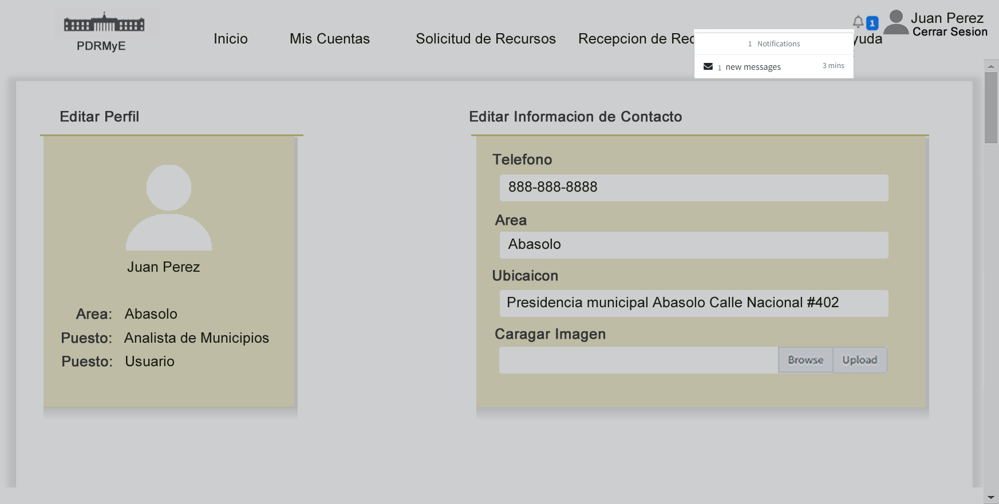 1
Juan Perez
Cerrar Sesion
PDRMyE
Inicio
Mis Cuentas
Solicitud de Recursos
Recepcion de Rec
yuda
1 Notifications
1 new messages
3 mins
Editar Perfil
Juan Perez
Area: Abasolo
Puesto: Analista de Municipios
Puesto: Usuario
Editar Informacion de Contacto
Telefono
888-888-8888
Area
Abasolo
Ubicaicon
Presidencia municipal Abasolo Calle Nacional #402
Caragar Imagen
Browse
Upload